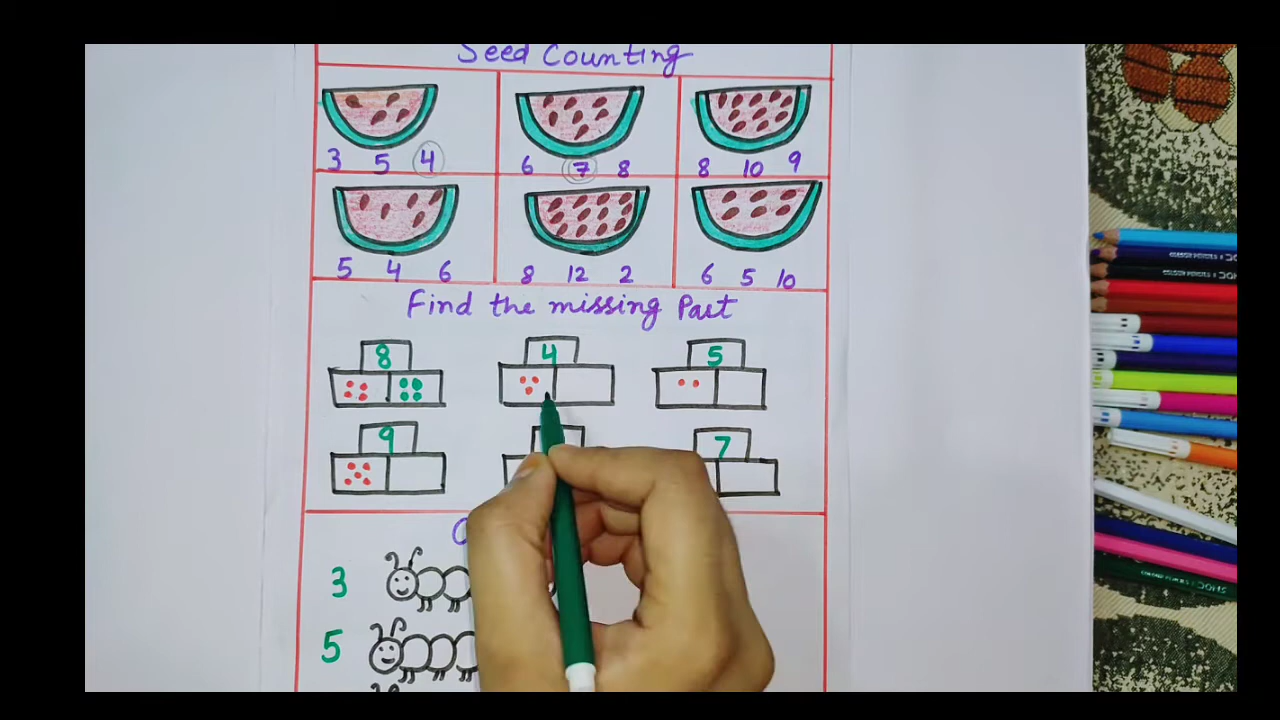 Seed Counting
3 5 4
6 7 8
8 10 9
5 4 6
8 12 2
6 5 10
Find the missing Part
8
4
5
9
7
3
5